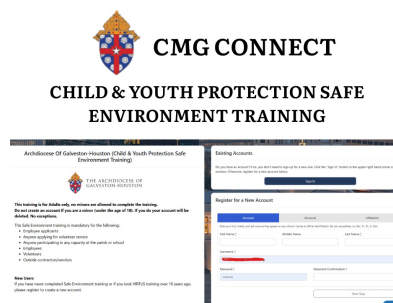 CMG CONNECT
CHILD & YOUTH PROTECTION SAFE
ENVIRONMENT TRAINING
Archdiocese Of Galveston-Houston (Child & Youth Protection Safe
Environment Training)
THE ARCHDIOCESE OF
GALVESTON-HOUSTON
This training is for Adults only, no minors are allowed to complete the training.
Do not create an account if you are a minor (under the age of 18). If you do your account will be
deleted. No exceptions.
This Safe Environment training is mandatory for the following:
Employee applicants
Anyone applying for volunteer service
Anyone participating in any capacity at the parish or school
Employees
Volunteers
Outside contractors/vendors
New Users
If you have never completed Safe Environment training or if you took VIRTUS training over 10 years ago,
please register to create a new account.
Existing Accounts
Register for a New Account
Account
Personal
Affiliation
First Name
Middle Name
Last Name
Username
Password
Password Confirmation
Next Step